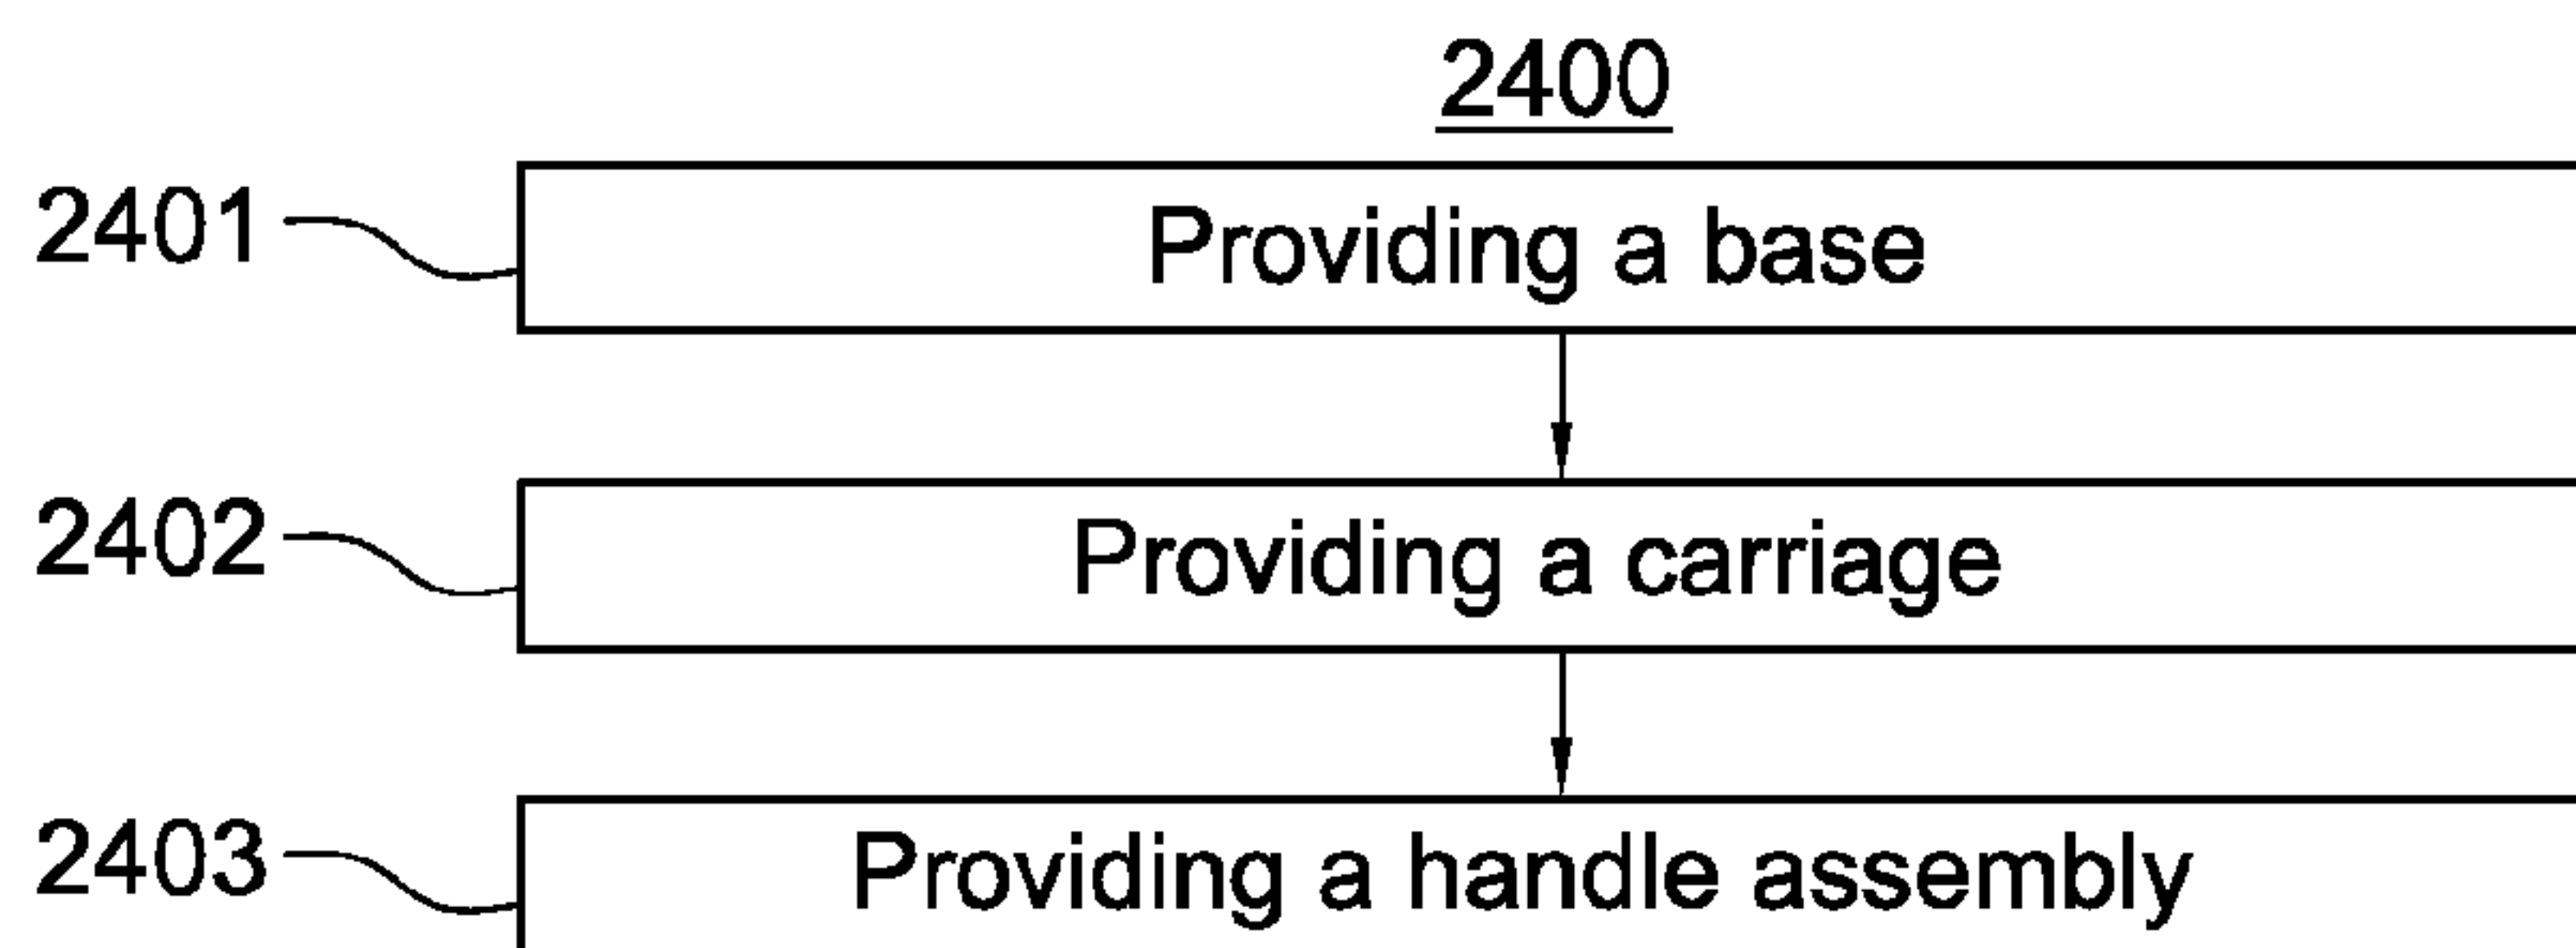 2400
2401 Providing a base
2402 Providing a carriage
2403 Providing a handle assembly